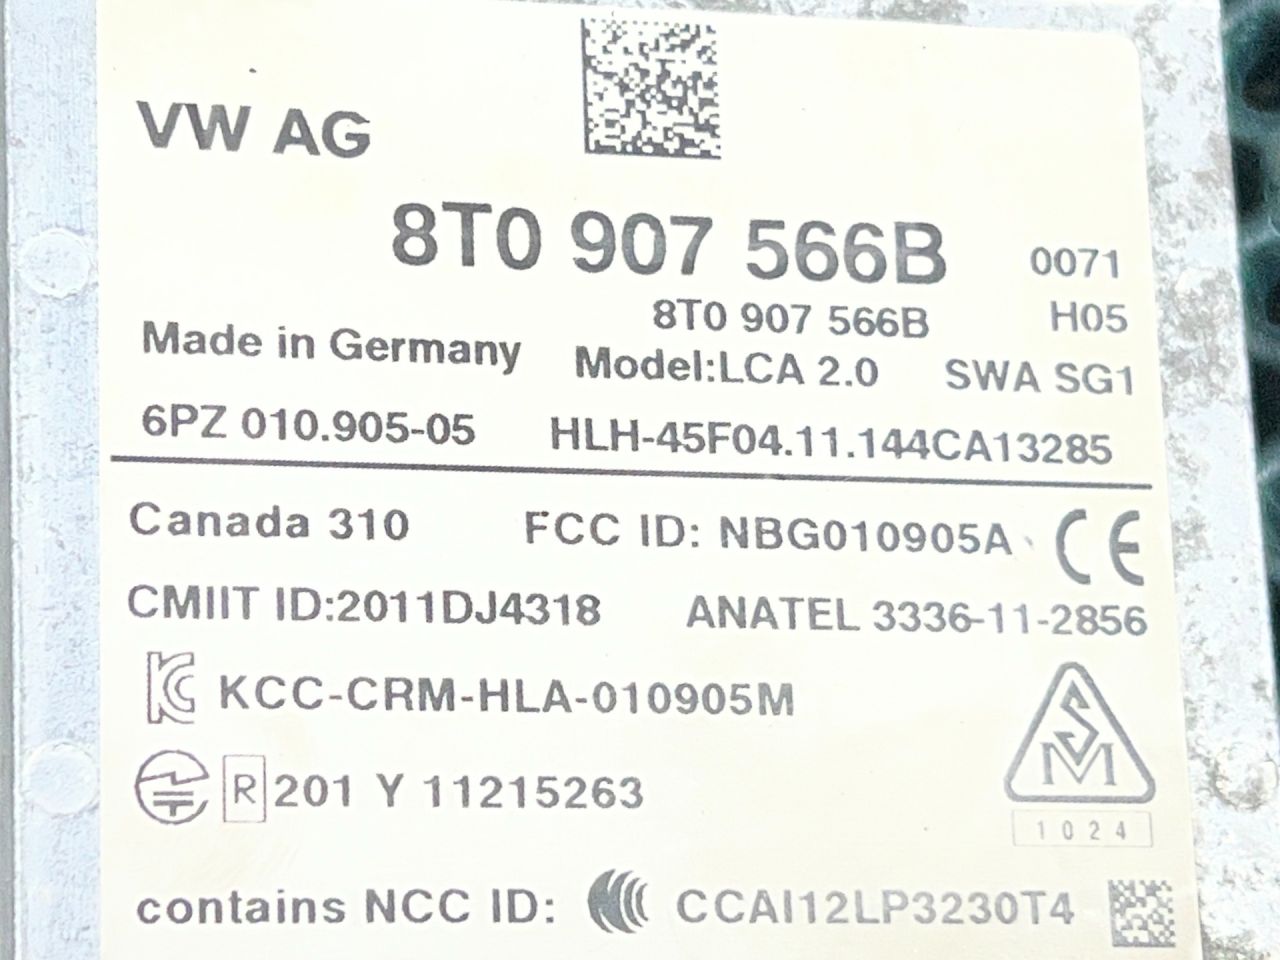 VW AG
8T0 907 566B 0071
8T0 907 566B H05
Made in Germany Model:LCA 2.0 SWA SG1
6PZ 010.905-05 HLH-45F04.11.144CA13285
Canada 310 FCC ID: NBG010905A CE
CMIIT ID:2011DJ4318 ANATEL 3336-11-2856
KCC-CRM-HLA-010905M
R 201 Y 11215263
SM
1024
contains NCC ID: CCAI12LP3230T4